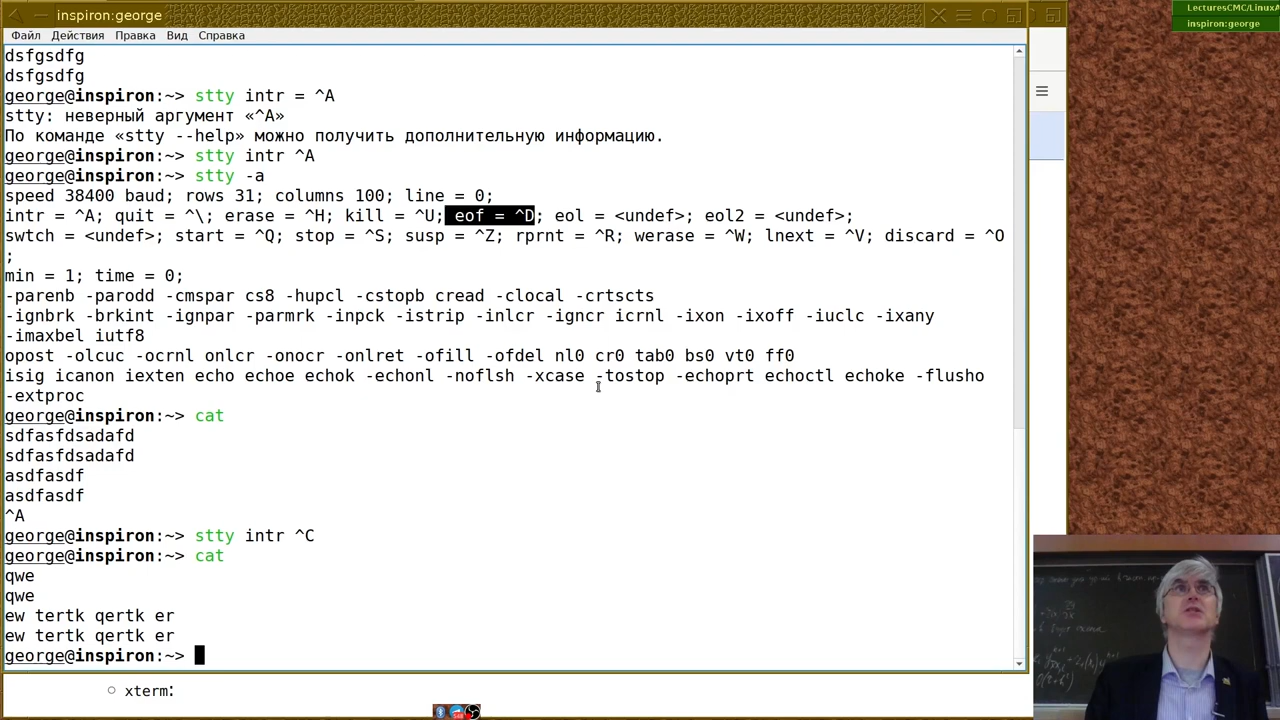 inspiron:george
LecturesCMC/LinuxA
inspiron:george
Файл Действия Правка Вид Справка
dsfgsdfg
dsfgsdfg
george@inspiron:~> stty intr = ^A
stty: неверный аргумент «^A»
По команде «stty --help» можно получить дополнительную информацию.
george@inspiron:~> stty intr ^A
george@inspiron:~> stty -a
speed 38400 baud; rows 31; columns 100; line = 0;
intr = ^A; quit = ^\; erase = ^H; kill = ^U; eof = ^D; eol = <undef>; eol2 = <undef>;
swtch = <undef>; start = ^Q; stop = ^S; susp = ^Z; rprnt = ^R; werase = ^W; lnext = ^V; discard = ^O
;
min = 1; time = 0;
-parenb -parodd -cmspar cs8 -hupcl -cstopb cread -clocal -crtscts
-ignbrk -brkint -ignpar -parmrk -inpck -istrip -inlcr -igncr icrnl -ixon -ixoff -iuclc -ixany
-imaxbel iutf8
opost -olcuc -ocrnl onlcr -onocr -onlret -ofill -ofdel nl0 cr0 tab0 bs0 vt0 ff0
isig icanon iexten echo echoe echok -echonl -noflsh -xcase -tostop -echoprt echoctl echoke -flusho
-extproc
george@inspiron:~> cat
sdfasfdsadafd
sdfasfdsadafd
asdfasdf
asdfasdf
^A
george@inspiron:~> stty intr ^C
george@inspiron:~> cat
qwe
qwe
ew tertk qertk er
ew tertk qertk er
george@inspiron:~>
xterm: